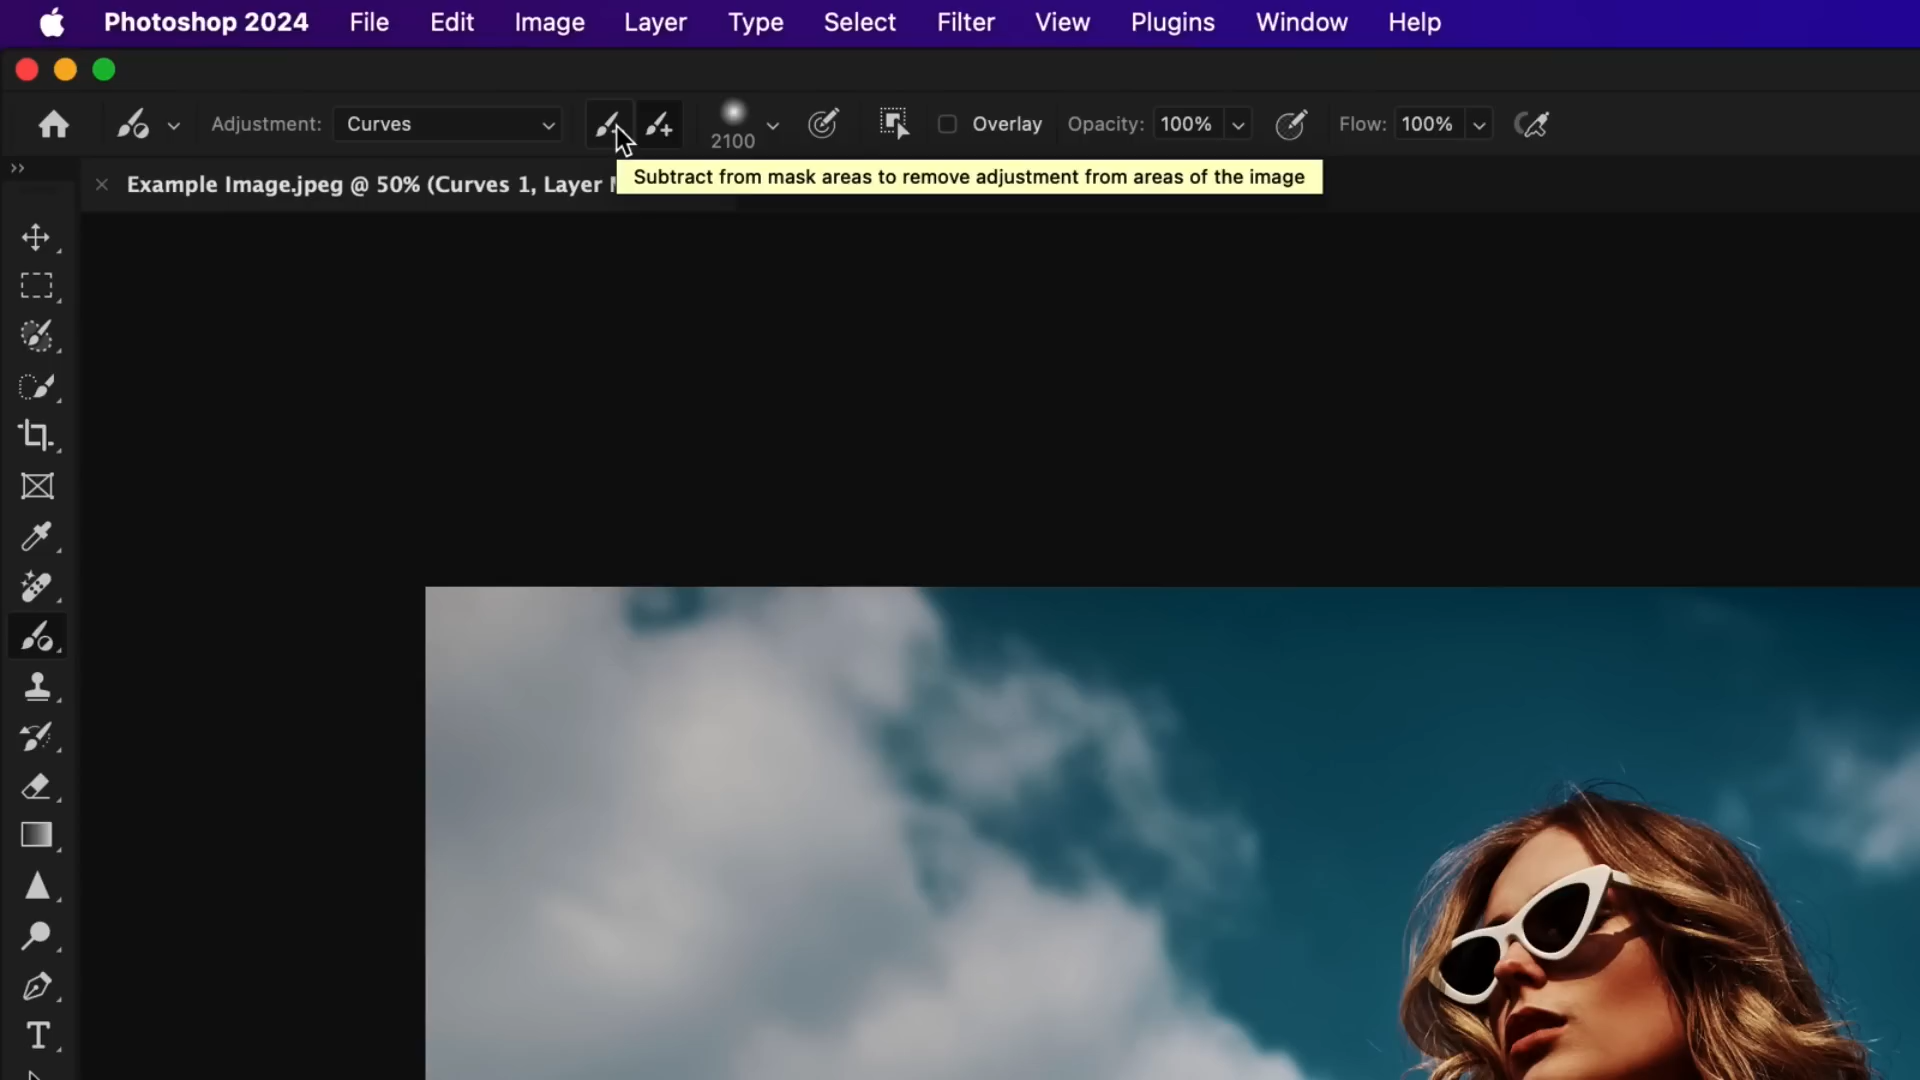 Photoshop 2024 File Edit Image Layer Type Select Filter View Plugins Window Help
Adjustment: Curves 2100 Overlay Opacity: 100% Flow: 100%
Subtract from mask areas to remove adjustment from areas of the image
Example Image.jpeg @ 50% (Curves 1, Layer